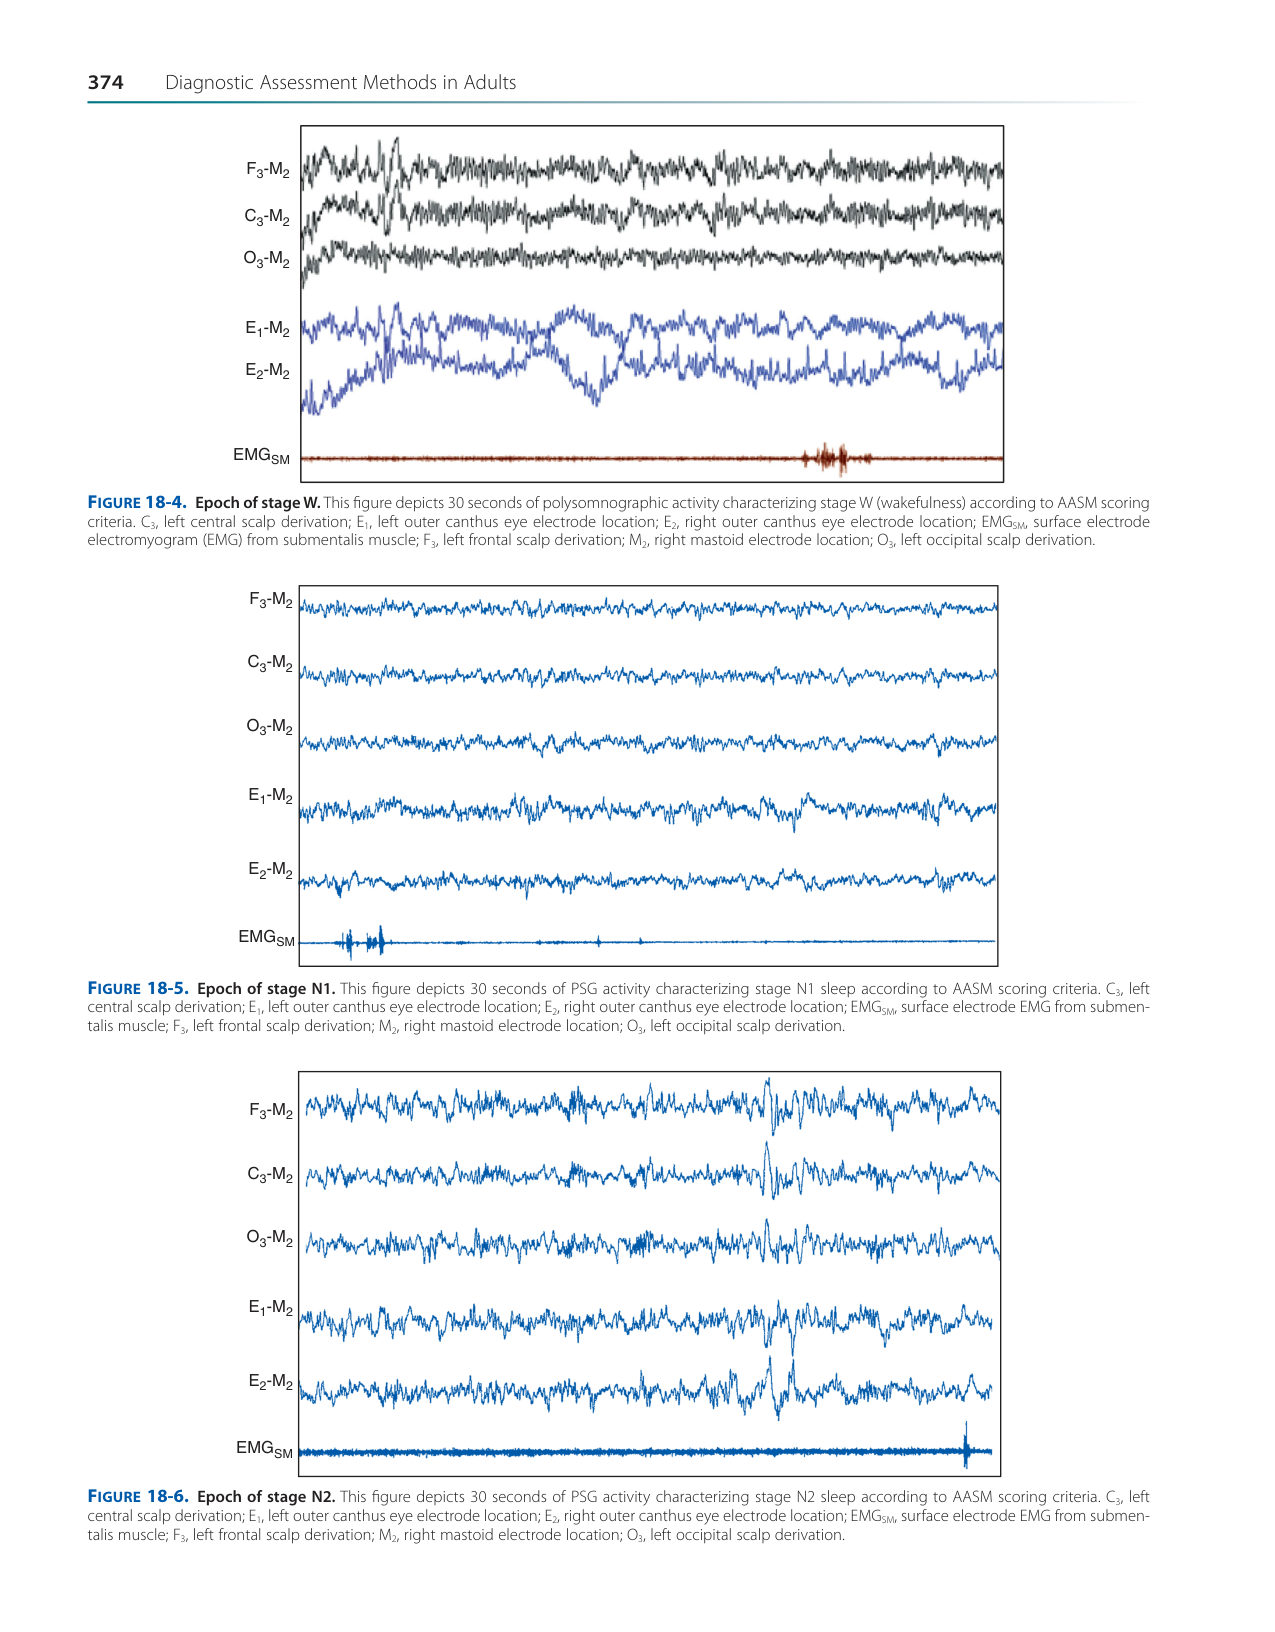 374 Diagnostic Assessment Methods in Adults
F3-M2
C3-M2
O3-M2
E1-M2
E2-M2
EMGSM
FIGURE 18-4. Epoch of stage W. This figure depicts 30 seconds of polysomnographic activity characterizing stage W (wakefulness) according to AASM scoring
criteria. C3, left central scalp derivation; E1, left outer canthus eye electrode location; E2, right outer canthus eye electrode location; EMGSM, surface electrode
electromyogram (EMG) from submentalis muscle; F3, left frontal scalp derivation; M2, right mastoid electrode location; O3, left occipital scalp derivation.
F3-M2
C3-M2
O3-M2
E1-M2
E2-M2
EMGSM
FIGURE 18-5. Epoch of stage N1. This figure depicts 30 seconds of PSG activity characterizing stage N1 sleep according to AASM scoring criteria. C3, left
central scalp derivation; E1, left outer canthus eye electrode location; E2, right outer canthus eye electrode location; EMGSM, surface electrode EMG from submen-
talis muscle; F3, left frontal scalp derivation; M2, right mastoid electrode location; O3, left occipital scalp derivation.
F3-M2
C3-M2
O3-M2
E1-M2
E2-M2
EMGSM
FIGURE 18-6. Epoch of stage N2. This figure depicts 30 seconds of PSG activity characterizing stage N2 sleep according to AASM scoring criteria. C3, left
central scalp derivation; E1, left outer canthus eye electrode location; E2, right outer canthus eye electrode location; EMGSM, surface electrode EMG from submen-
talis muscle; F3, left frontal scalp derivation; M2, right mastoid electrode location; O3, left occipital scalp derivation.